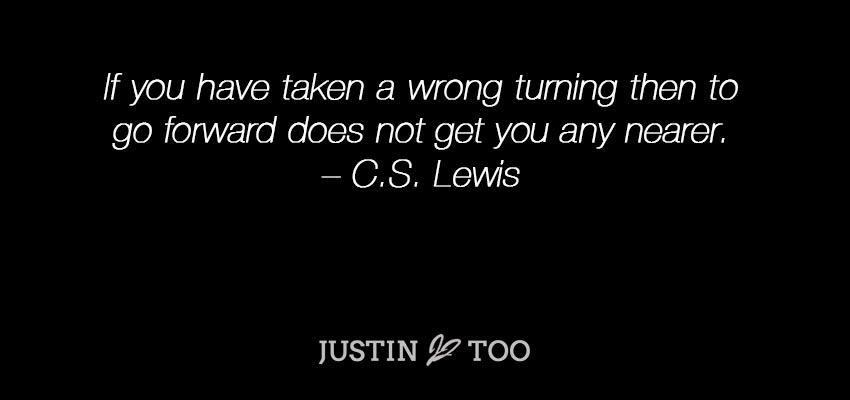 If you have taken a wrong turning then to
go forward does not get you any nearer.
– C.S. Lewis
JUSTIN TOO